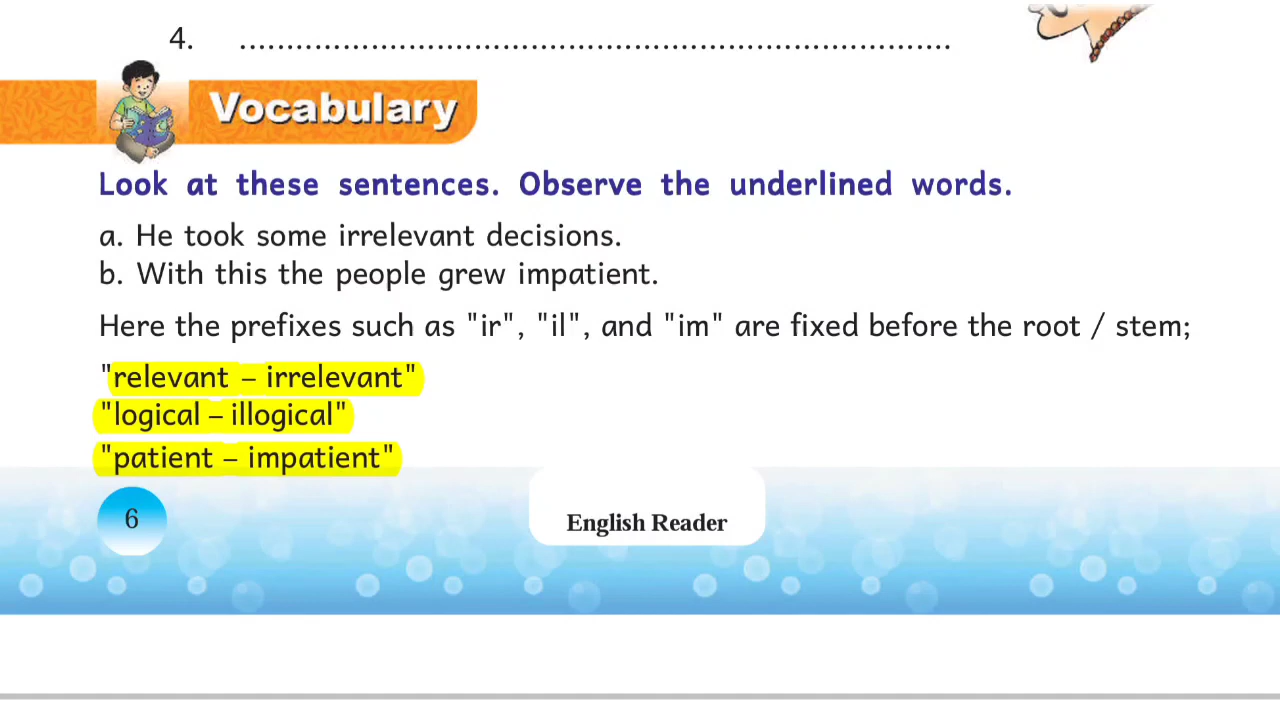 4. ............................................................................
Vocabulary
Look at these sentences. Observe the underlined words.
a. He took some irrelevant decisions.
b. With this the people grew impatient.
Here the prefixes such as "ir", "il", and "im" are fixed before the root / stem;
"relevant – irrelevant"
"logical – illogical"
"patient – impatient"
6
English Reader